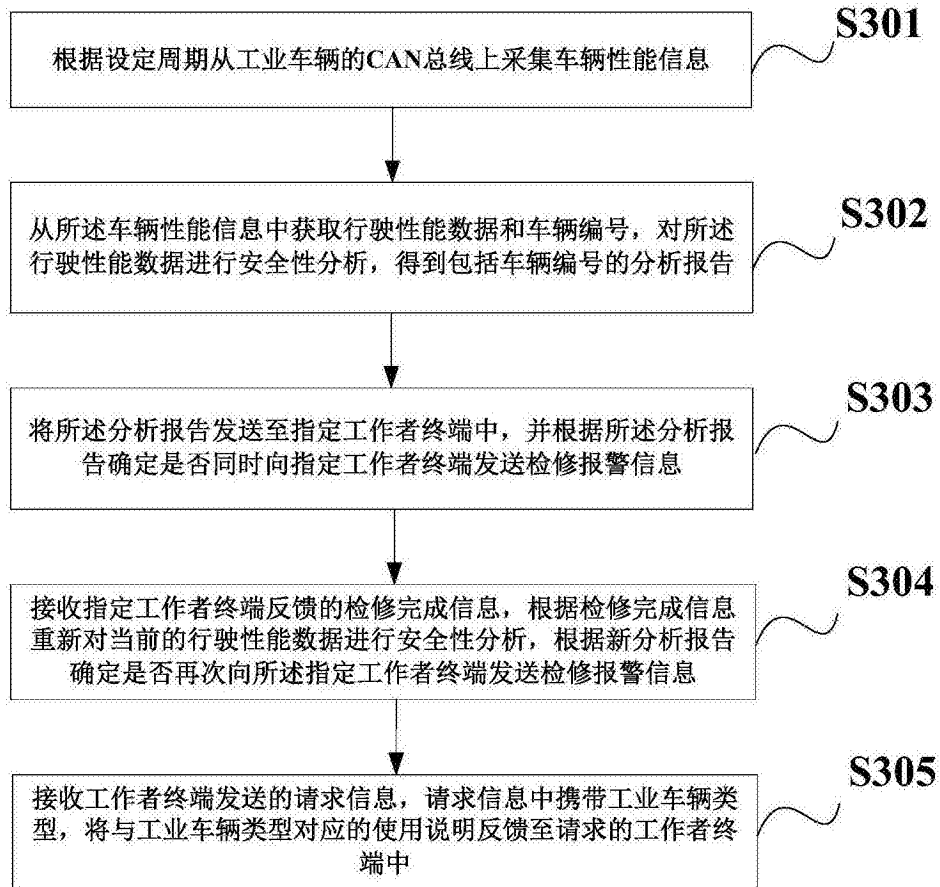 S301
根据设定周期从工业车辆的CAN总线上采集车辆性能信息
S302
从所述车辆性能信息中获取行驶性能数据和车辆编号，对所述
行驶性能数据进行安全性分析，得到包括车辆编号的分析报告
S303
将所述分析报告发送至指定工作者终端中，并根据所述分析报
告确定是否同时向指定工作者终端发送检修报警信息
S304
接收指定工作者终端反馈的检修完成信息，根据检修完成信息
重新对当前的行驶性能数据进行安全性分析，根据新分析报告
确定是否再次向所述指定工作者终端发送检修报警信息
S305
接收工作者终端发送的请求信息，请求信息中携带工业车辆类
型，将与工业车辆类型对应的使用说明反馈至请求的工作者终
端中